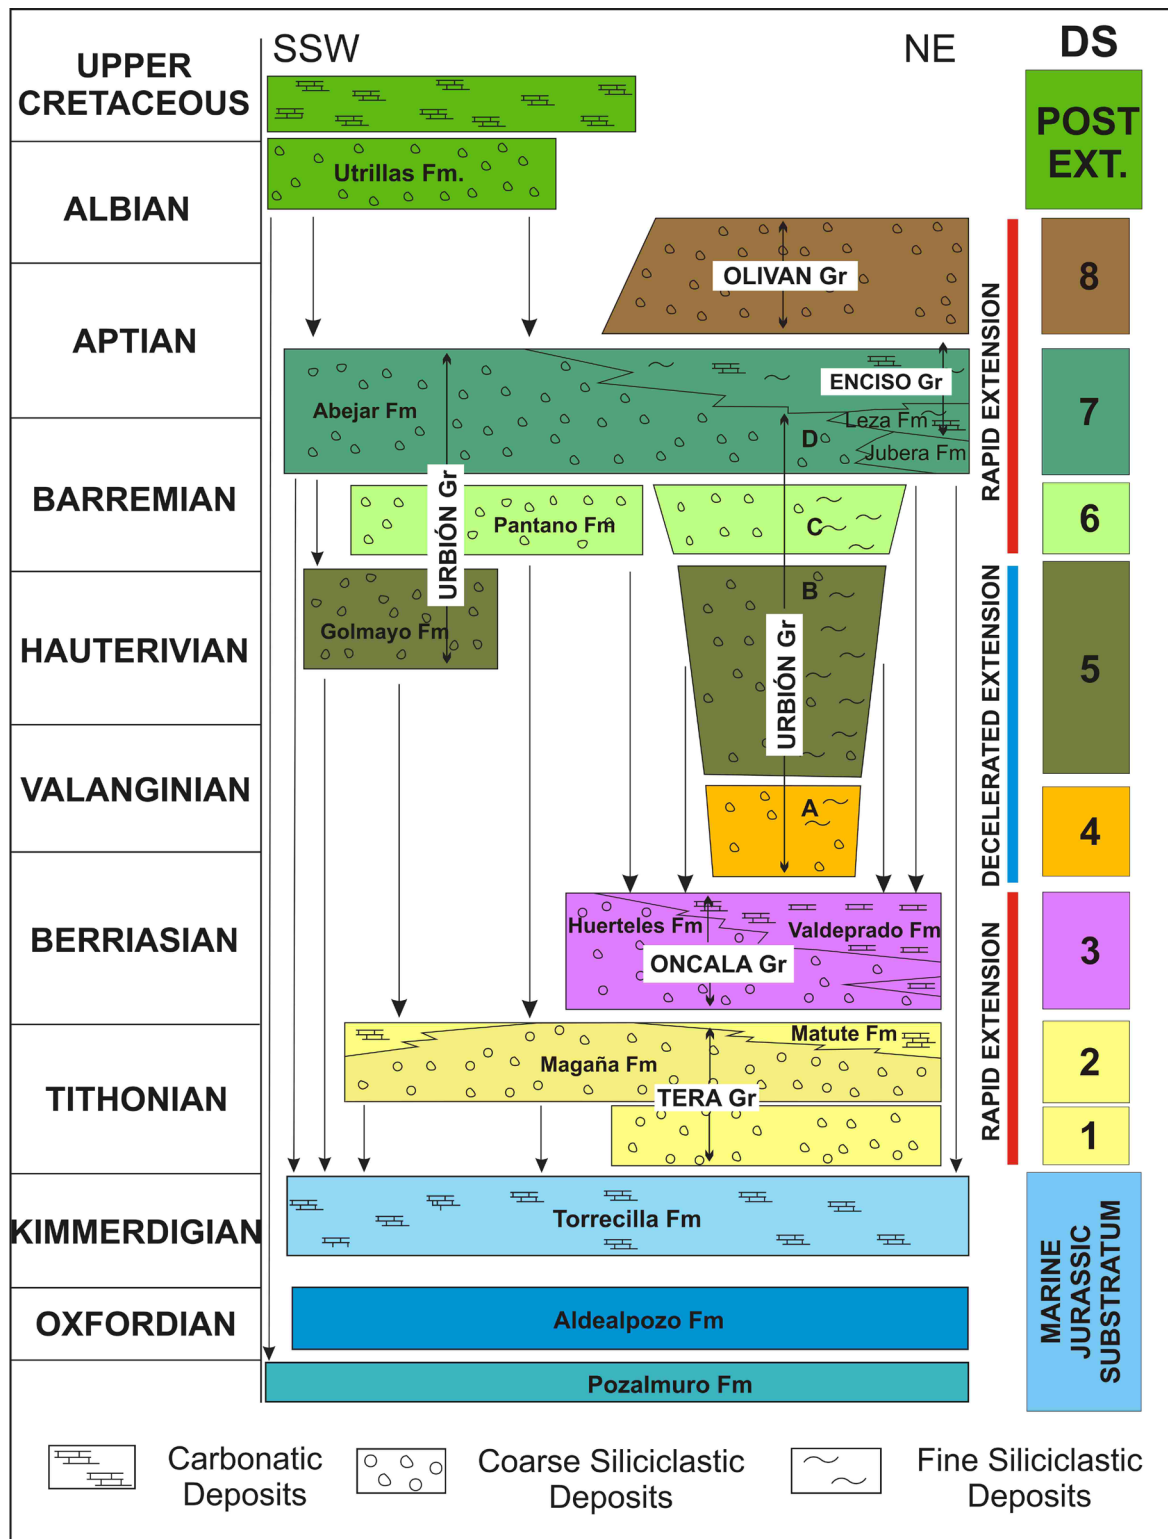 SSW
NE
DS
UPPER
CRETACEOUS
ALBIAN
APTIAN
BARREMIAN
HAUTERIVIAN
VALANGINIAN
BERRIASIAN
TITHONIAN
KIMMERDIGIAN
OXFORDIAN
Utrillas Fm.
OLIVAN Gr
ENCISO Gr
Abejar Fm
Leza Fm
D
Jubera Fm
URBIÓN Gr
Pantano Fm
C
Golmayo Fm
B
URBIÓN Gr
A
Huerteles Fm
Valdeprado Fm
ONCALA Gr
Matute Fm
Magaña Fm
TERA Gr
Torrecilla Fm
Aldealpozo Fm
Pozalmuro Fm
RAPID EXTENSION
DECELERATED EXTENSION
RAPID EXTENSION
POST
EXT.
8
7
6
5
4
3
2
1
MARINE
JURASSIC
SUBSTRATUM
Carbonatic
Deposits
Coarse Siliciclastic
Deposits
Fine Siliciclastic
Deposits